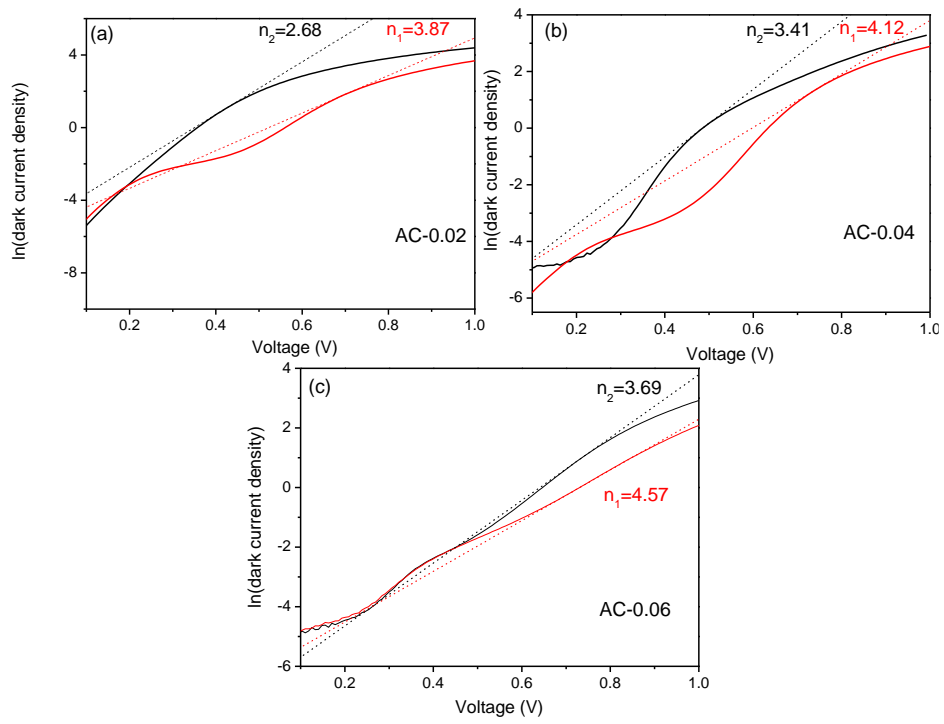 (a)
n2=2.68
n1=3.87
4
0
-4
-8
ln(dark current density)
AC-0.02
0.2 0.4 0.6 0.8 1.0
Voltage (V)
(b)
n2=3.41
n1=4.12
4
2
0
-2
-4
-6
ln(dark current density)
AC-0.04
0.2 0.4 0.6 0.8 1.0
Voltage (V)
(c)
n2=3.69
n1=4.57
4
2
0
-2
-4
-6
ln(dark current density)
AC-0.06
0.2 0.4 0.6 0.8 1.0
Voltage (V)